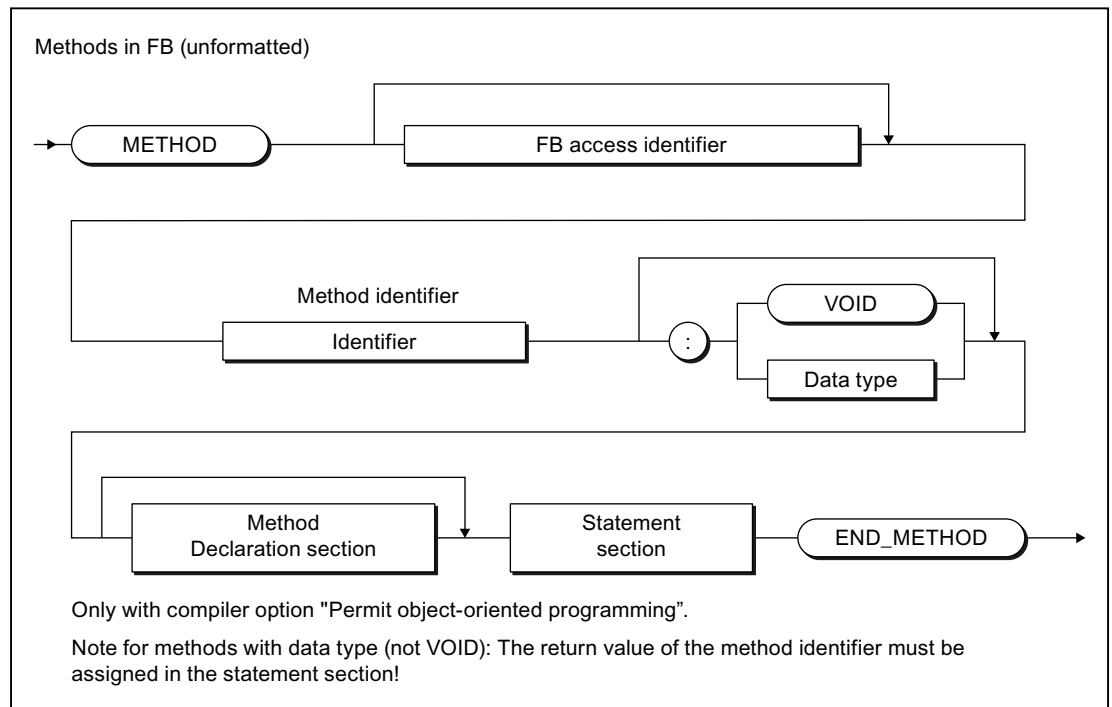 Methods in FB (unformatted)
METHOD
FB access identifier
Method identifier
Identifier
:
VOID
Data type
Method
Declaration section
Statement
section
END_METHOD
Only with compiler option "Permit object-oriented programming”.
Note for methods with data type (not VOID): The return value of the method identifier must be
assigned in the statement section!